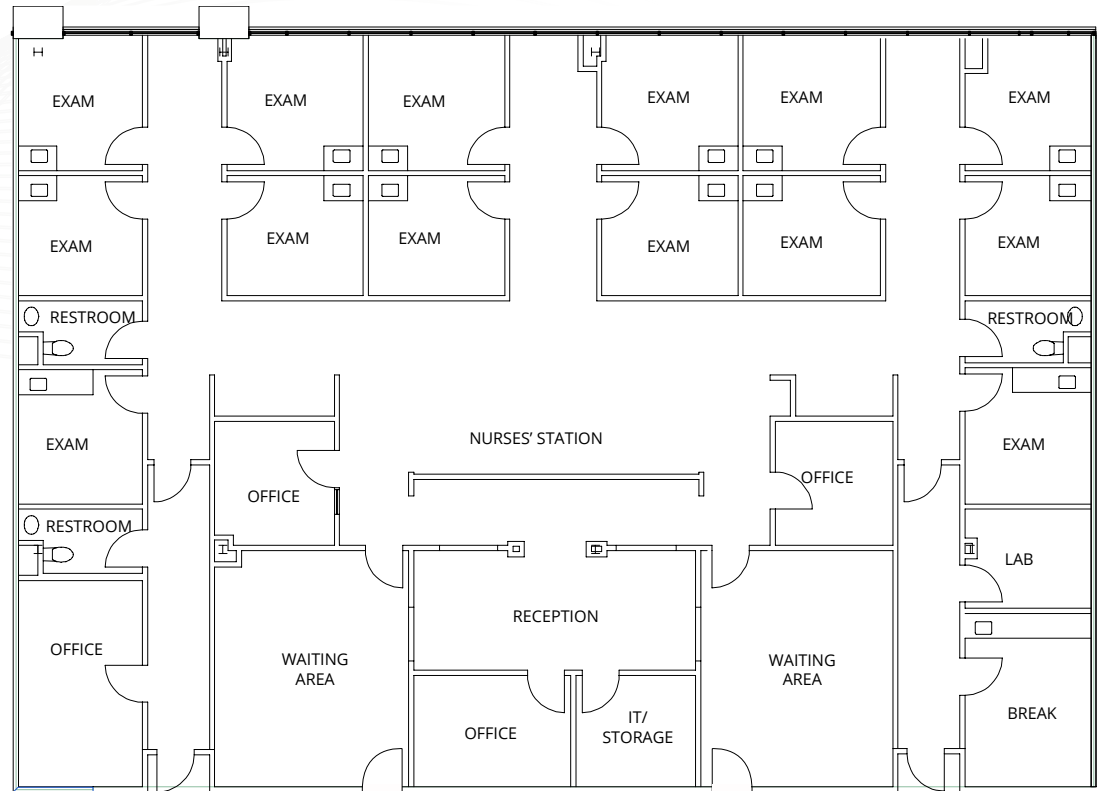 EXAM
EXAM
EXAM
EXAM
EXAM
EXAM
EXAM
EXAM
EXAM
EXAM
EXAM
EXAM
RESTROOM
RESTROOM
EXAM
NURSES’ STATION
EXAM
OFFICE
OFFICE
RESTROOM
LAB
RECEPTION
OFFICE
WAITING
AREA
WAITING
AREA
OFFICE
IT/
STORAGE
BREAK